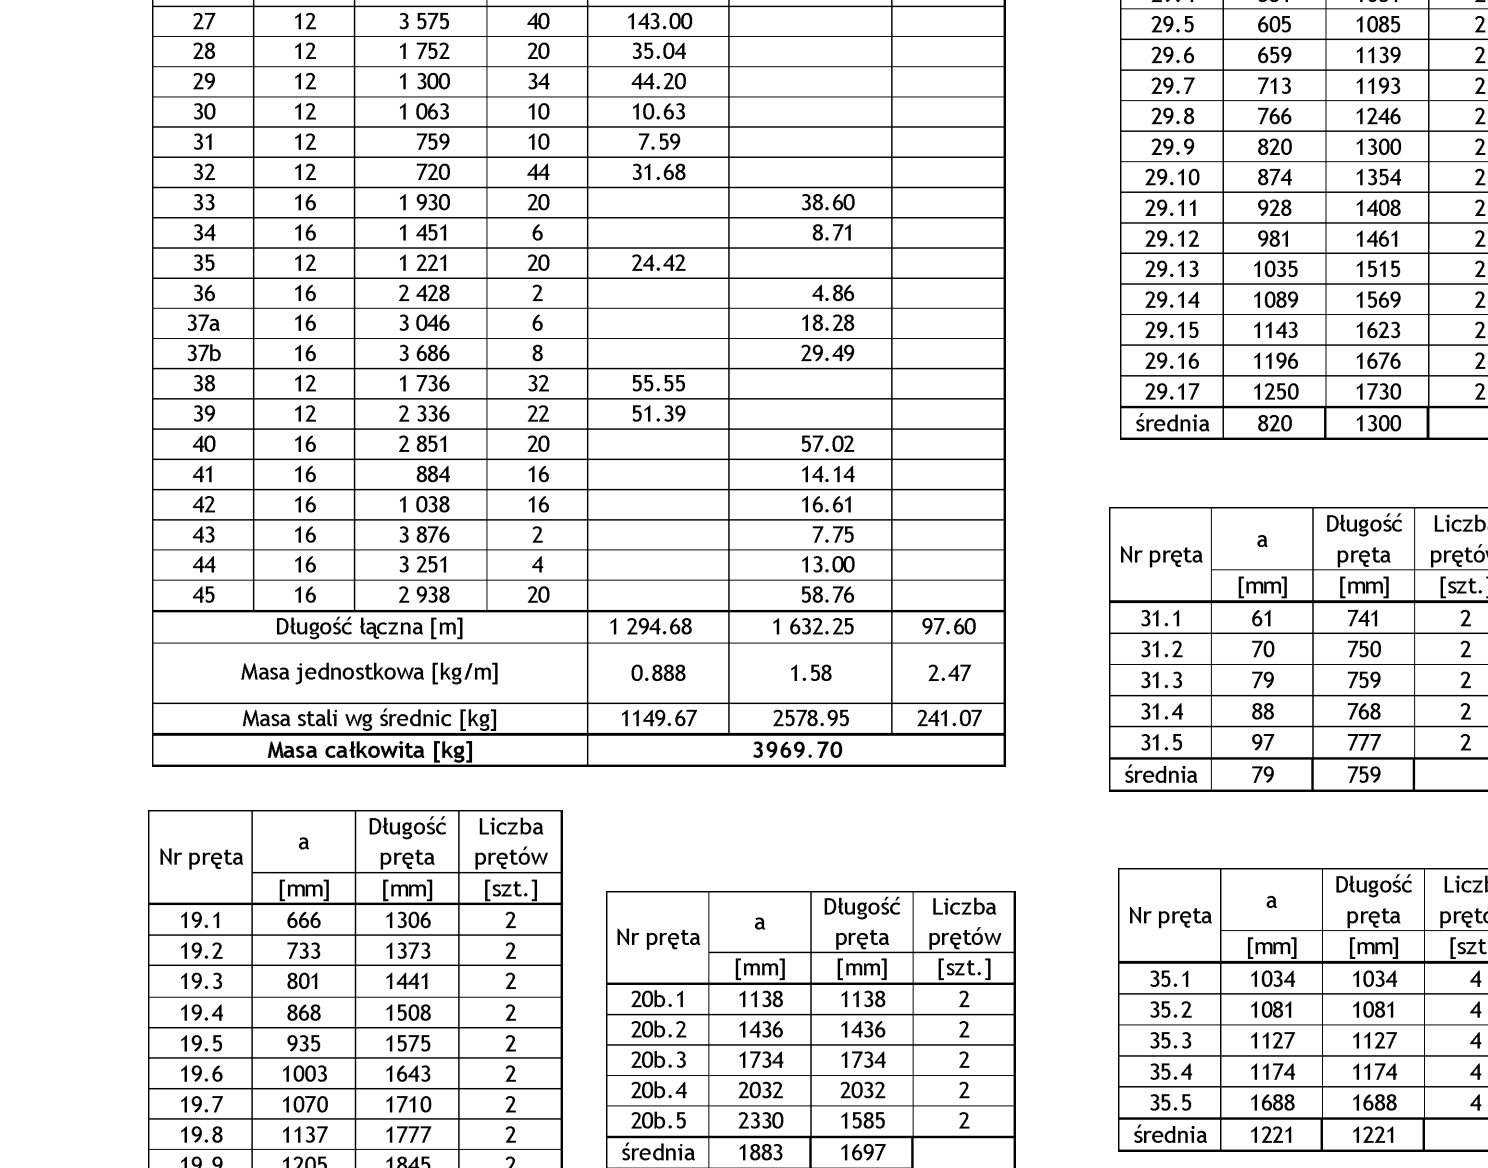 27 12 3 575 40 143.00
28 12 1 752 20 35.04
29 12 1 300 34 44.20
30 12 1 063 10 10.63
31 12 759 10 7.59
32 12 720 44 31.68
33 16 1 930 20 38.60
34 16 1 451 6 8.71
35 12 1 221 20 24.42
36 16 2 428 2 4.86
37a 16 3 046 6 18.28
37b 16 3 686 8 29.49
38 12 1 736 32 55.55
39 12 2 336 22 51.39
40 16 2 851 20 57.02
41 16 884 16 14.14
42 16 1 038 16 16.61
43 16 3 876 2 7.75
44 16 3 251 4 13.00
45 16 2 938 20 58.76
Długość łączna [m] 1 294.68 1 632.25 97.60
Masa jednostkowa [kg/m] 0.888 1.58 2.47
Masa stali wg średnic [kg] 1149.67 2578.95 241.07
Masa całkowita [kg] 3969.70
Nr pręta a Długość pręta Liczba prętów
[mm] [mm] [szt.]
19.1 666 1306 2
19.2 733 1373 2
19.3 801 1441 2
19.4 868 1508 2
19.5 935 1575 2
19.6 1003 1643 2
19.7 1070 1710 2
19.8 1137 1777 2
19.9 1205 1845 2
Nr pręta a Długość pręta Liczba prętów
[mm] [mm] [szt.]
20b.1 1138 1138 2
20b.2 1436 1436 2
20b.3 1734 1734 2
20b.4 2032 2032 2
20b.5 2330 1585 2
średnia 1883 1697
29.5 605 1085 2
29.6 659 1139 2
29.7 713 1193 2
29.8 766 1246 2
29.9 820 1300 2
29.10 874 1354 2
29.11 928 1408 2
29.12 981 1461 2
29.13 1035 1515 2
29.14 1089 1569 2
29.15 1143 1623 2
29.16 1196 1676 2
29.17 1250 1730 2
średnia 820 1300
Nr pręta a Długość pręta
[mm] [mm] [szt.
31.1 61 741 2
31.2 70 750 2
31.3 79 759 2
31.4 88 768 2
31.5 97 777 2
średnia 79 759
Nr pręta a Długość pręta
[mm] [mm] [szt
35.1 1034 1034 4
35.2 1081 1081 4
35.3 1127 1127 4
35.4 1174 1174 4
35.5 1688 1688 4
średnia 1221 1221